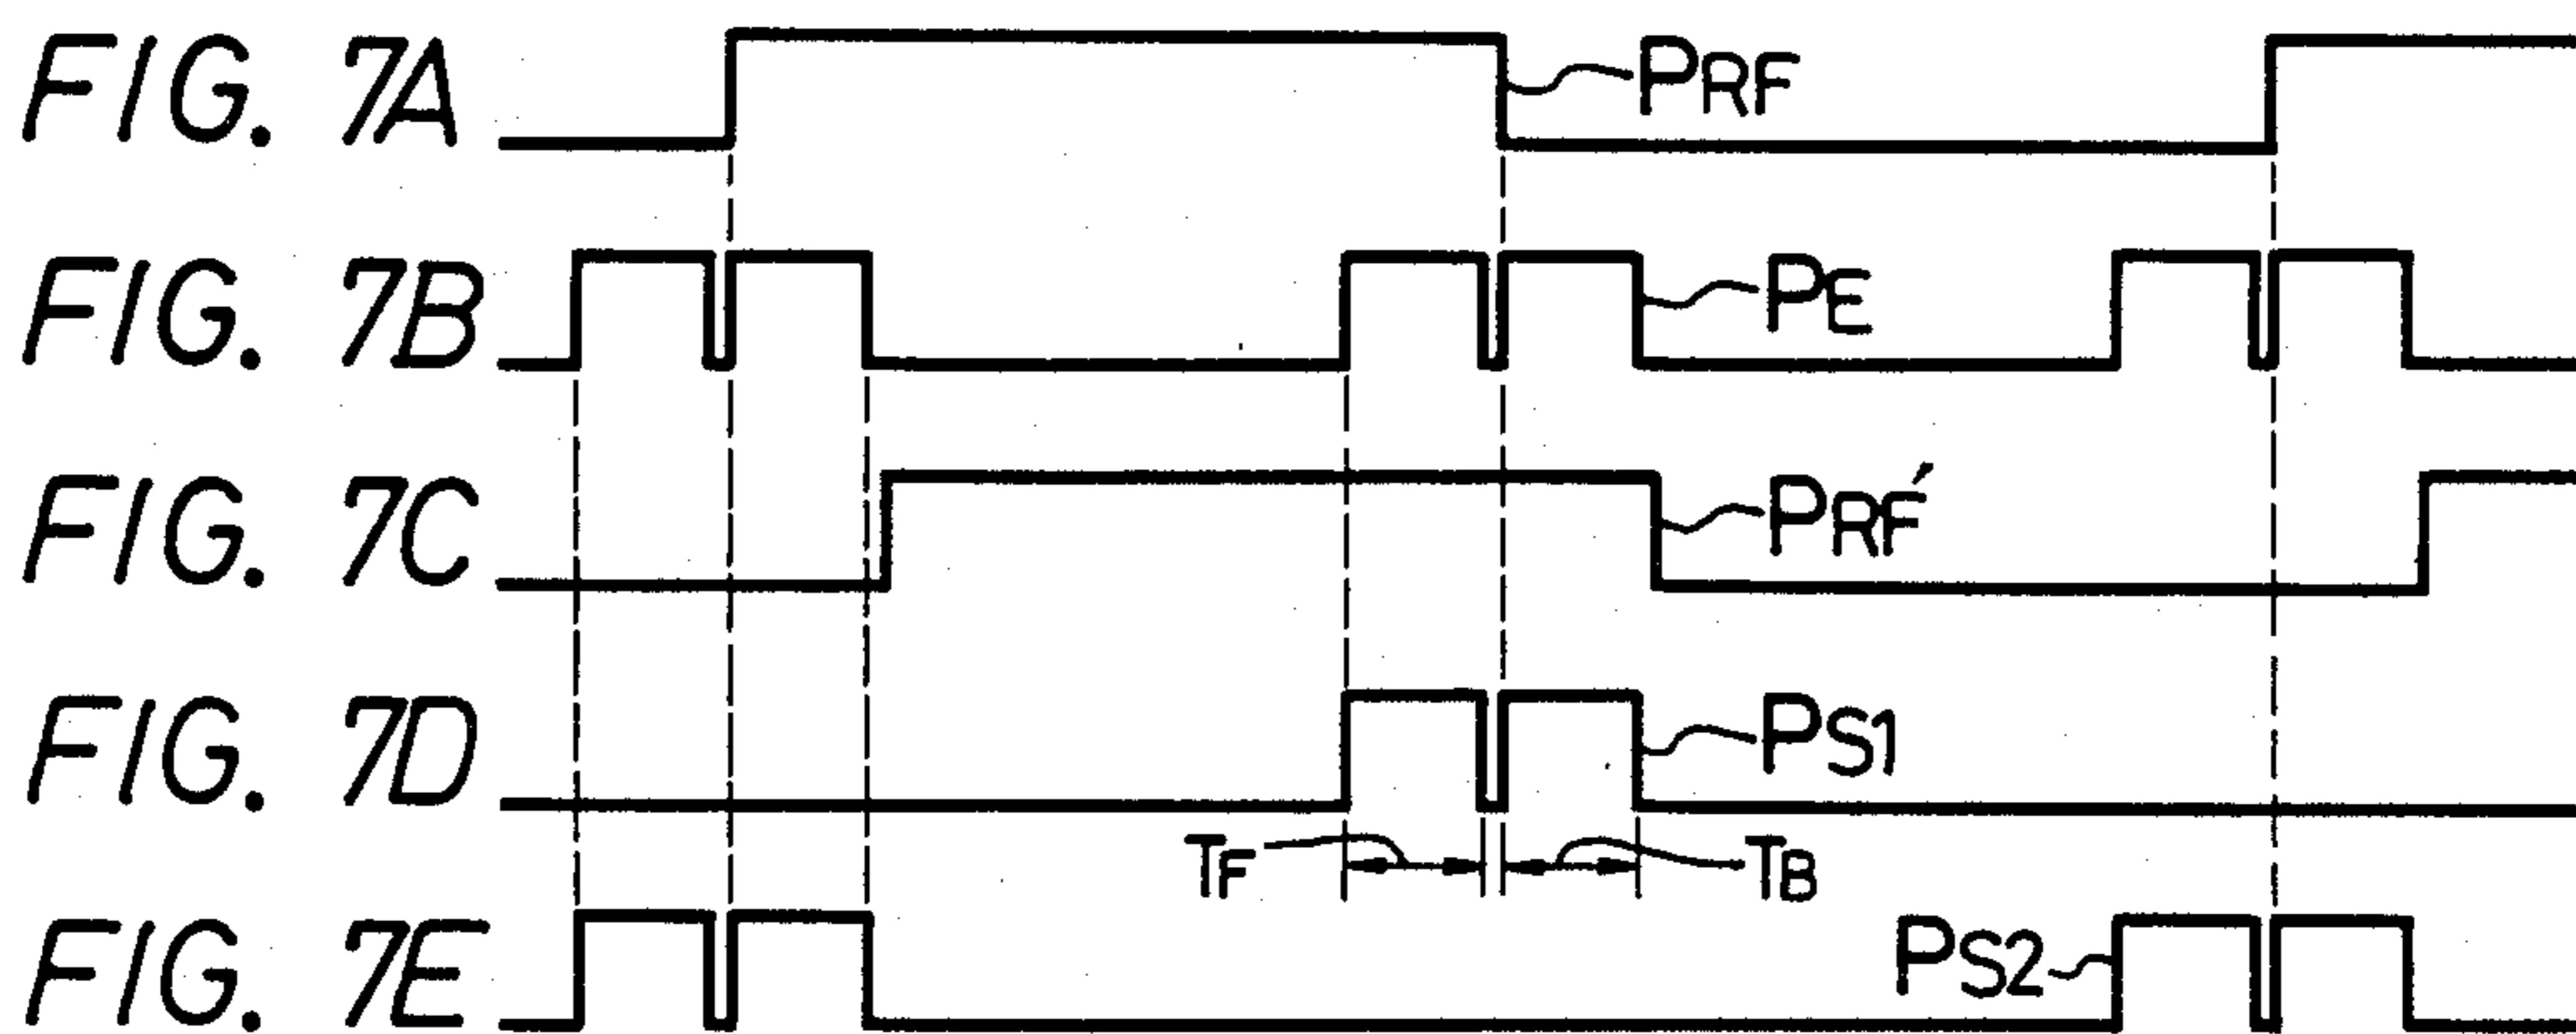 FIG. 7A PRF
FIG. 7B PE
FIG. 7C PRF'
FIG. 7D PS1
TF TB
FIG. 7E PS2